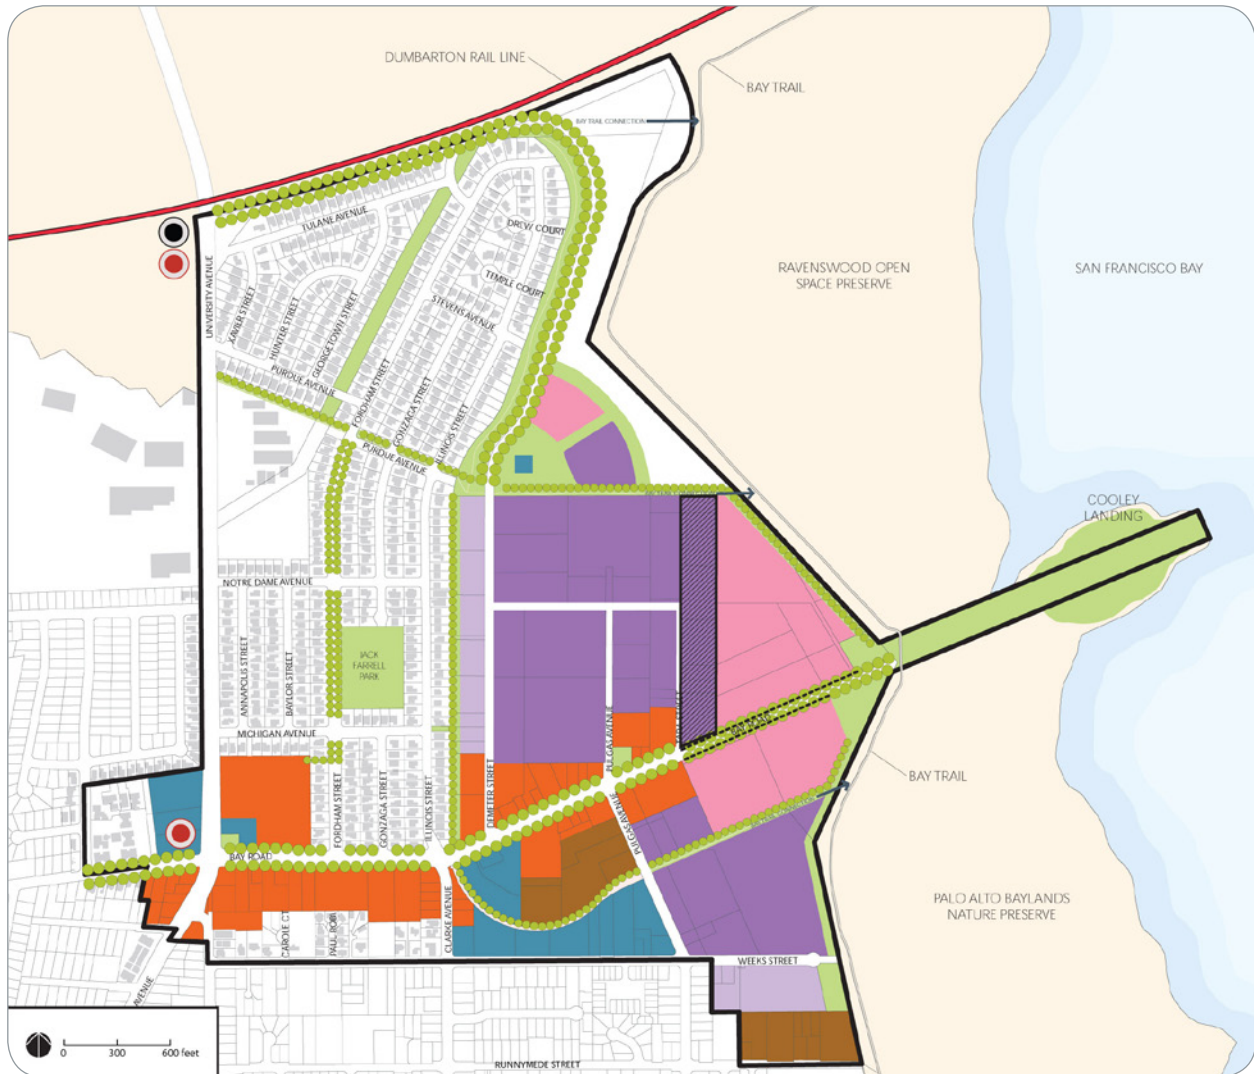 DUMBARTON RAIL LINE
BAY TRAIL
BAY TRAIL CONNECTION
TULANE AVENUE
DREW COURT
UNIVERSITY AVENUE
XAVIER STREET
HUNTER STREET
GEORGETOWN STREET
TEMPLE COURT
STEVENS AVENUE
RAVENSWOOD OPEN
SPACE PRESERVE
SAN FRANCISCO BAY
PURDUE AVENUE
FORDHAM STREET
GONZAGA STREET
ILLINOIS STREET
PURDUE AVENUE
COOLEY
LANDING
NOTRE DAME AVENUE
ANNAPOLIS STREET
BAYLOR STREET
JACK
FARRELL
PARK
MICHIGAN AVENUE
PULGAS AVENUE
STREET
BAY ROAD
BAY TRAIL
FORDHAM STREET
GONZAGA STREET
ILLINOIS STREET
DEMETER STREET
PULGAS AVENUE
BAY ROAD
CLARKE AVENUE
CAROLE CT
PAUL ROBI
PALO ALTO BAYLANDS
NATURE PRESERVE
WEEKS STREET
AVENUE
0 300 600 feet
RUNNYMEDE STREET